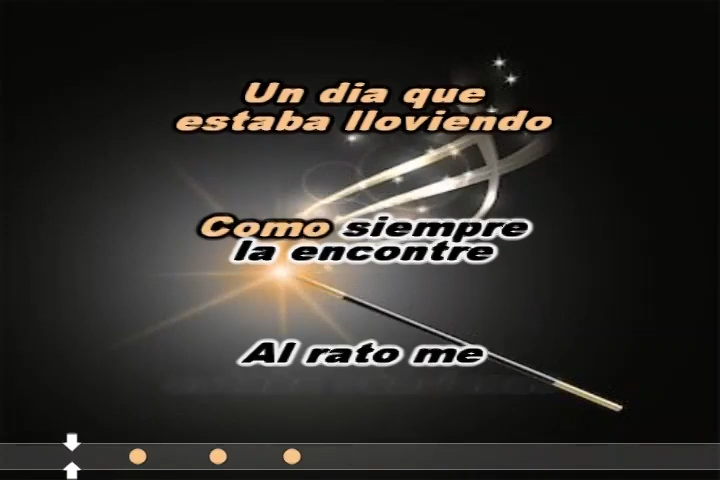 Un dia que
estaba lloviendo
Como siempre
la encontre
Al rato me